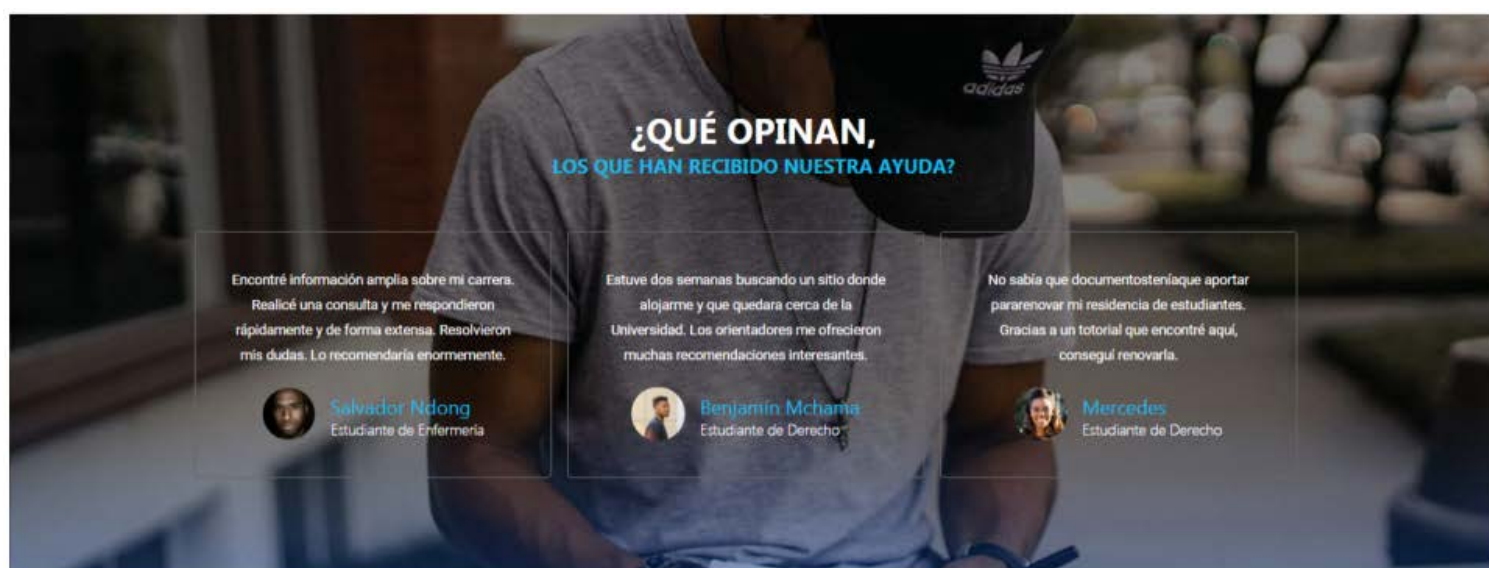 adidas
¿QUÉ OPINAN,
LOS QUE HAN RECIBIDO NUESTRA AYUDA?
Encontré información amplia sobre mi carrera.
Realicé una consulta y me respondieron
rápidamente y de forma extensa. Resolvieron
mis dudas. Lo recomendaría enormemente.
Salvador Ndong
Estudiante de Enfermería
Estuve dos semanas buscando un sitio donde
alojarme y que quedara cerca de la
Universidad. Los orientadores me ofrecieron
muchas recomendaciones interesantes.
Benjamín Mchama
Estudiante de Derecho
No sabía que documentosteníaque aportar
pararenovar mi residencia de estudiantes.
Gracias a un totorial que encontré aquí,
conseguí renovarla.
Mercedes
Estudiante de Derecho